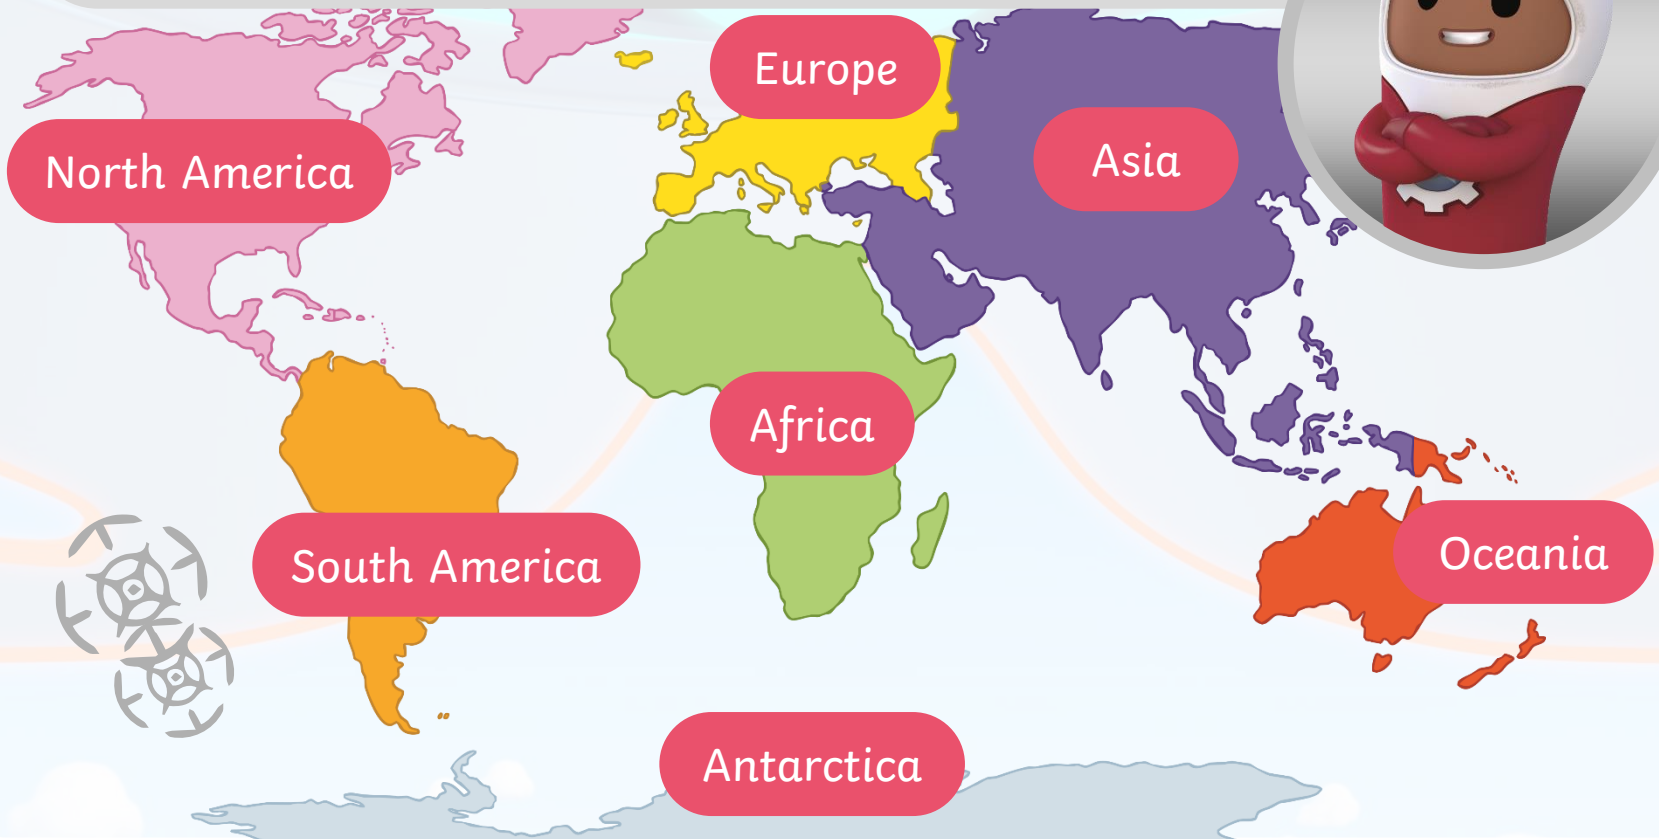 Europe
Asia
North America
Africa
Oceania
South America
Antarctica